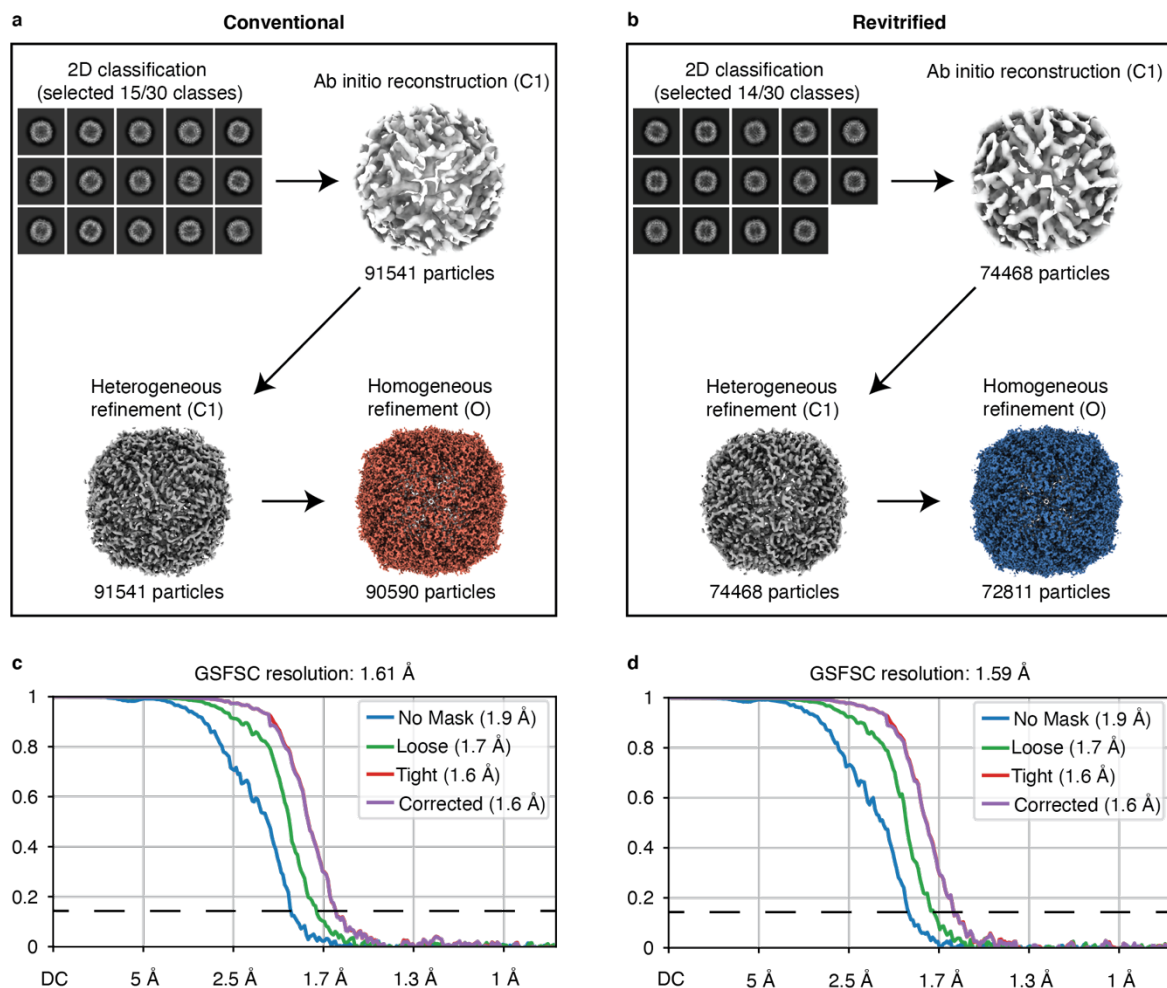 a
Conventional
2D classification
(selected 15/30 classes)
Ab initio reconstruction (C1)
91541 particles
Heterogeneous
refinement (C1)
91541 particles
Homogeneous
refinement (O)
90590 particles
b
Revitrified
2D classification
(selected 14/30 classes)
Ab initio reconstruction (C1)
74468 particles
Heterogeneous
refinement (C1)
74468 particles
Homogeneous
refinement (O)
72811 particles
c
GSFSC resolution: 1.61 Å
1
0.8
0.6
0.4
0.2
0
No Mask (1.9 Å)
Loose (1.7 Å)
Tight (1.6 Å)
Corrected (1.6 Å)
DC 5 Å 2.5 Å 1.7 Å 1.3 Å 1 Å
d
GSFSC resolution: 1.59 Å
1
0.8
0.6
0.4
0.2
0
No Mask (1.9 Å)
Loose (1.7 Å)
Tight (1.6 Å)
Corrected (1.6 Å)
DC 5 Å 2.5 Å 1.7 Å 1.3 Å 1 Å